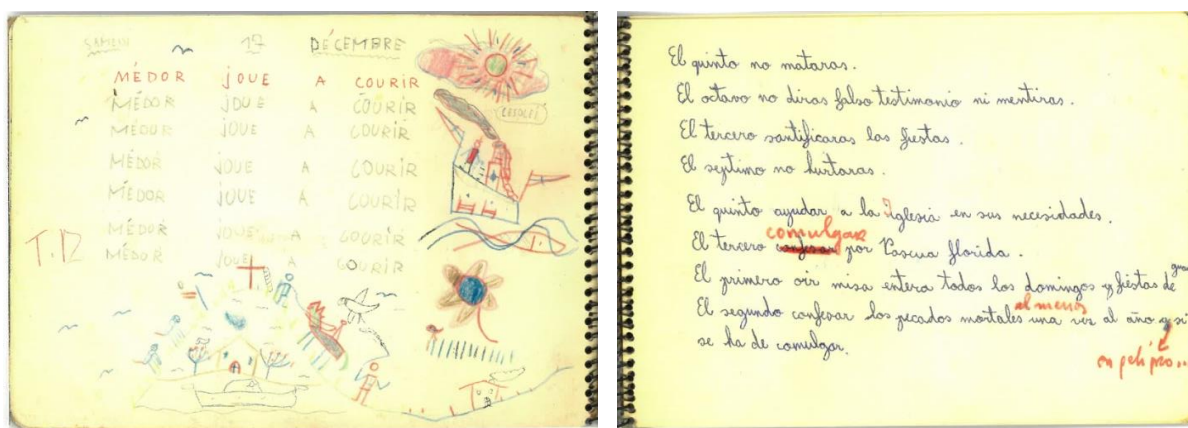 SAMEDI 17 DÉCEMBRE
MÉDOR JOUE A COURIR
MÉDOR JOUE A COURIR
MÉDOR JOUE A COURIR
MÉDOR JOUE A COURIR
MÉDOR JOUE A COURIR
MÉDOR JOUE A COURIR
MÉDOR JOUE A COURIR
T.B
El quinto no mataras.
El octavo no diras falso testimonio ni mentiras.
El tercero santificaras las fiestas.
El septimo no hurtaras.
El quinto ayudar a la Iglesia en sus necesidades.
comulgar
El tercero confesar por Pascua florida.
El primero oir misa entera todos los domingos y fiestas de
al menos
El segundo confesar los pecados mortales una vez al año y si
se ha de comulgar.
en peligro...